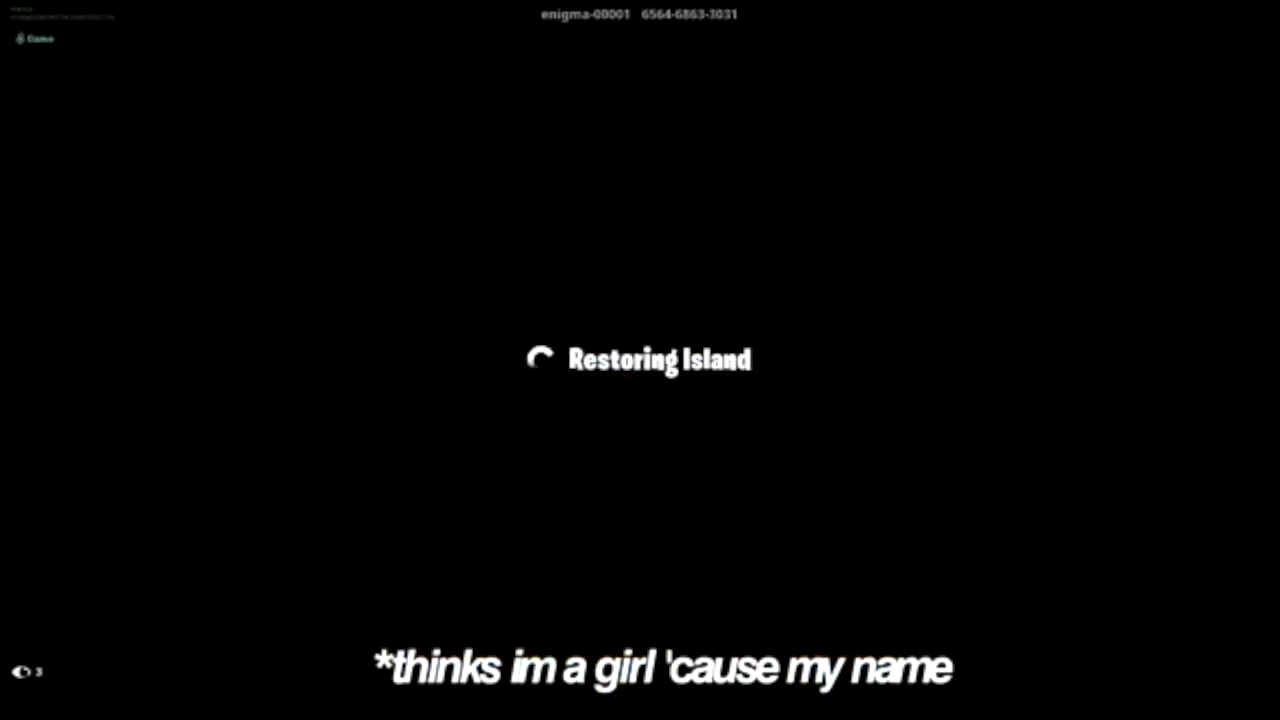 enigma-00001 6564-6863-3031
Game
Restoring Island
3
*thinks im a girl 'cause my name